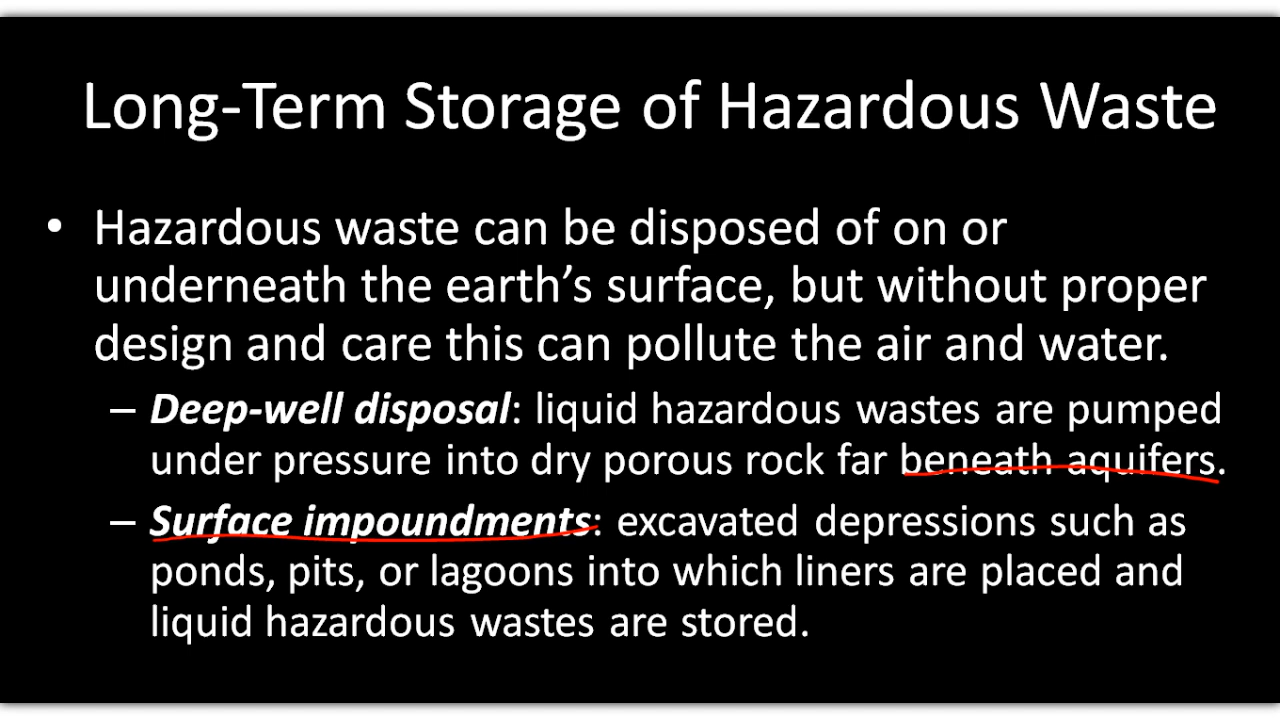 Long-Term Storage of Hazardous Waste
• Hazardous waste can be disposed of on or
underneath the earth’s surface, but without proper
design and care this can pollute the air and water.
– Deep-well disposal: liquid hazardous wastes are pumped
under pressure into dry porous rock far beneath aquifers.
– Surface impoundments: excavated depressions such as
ponds, pits, or lagoons into which liners are placed and
liquid hazardous wastes are stored.